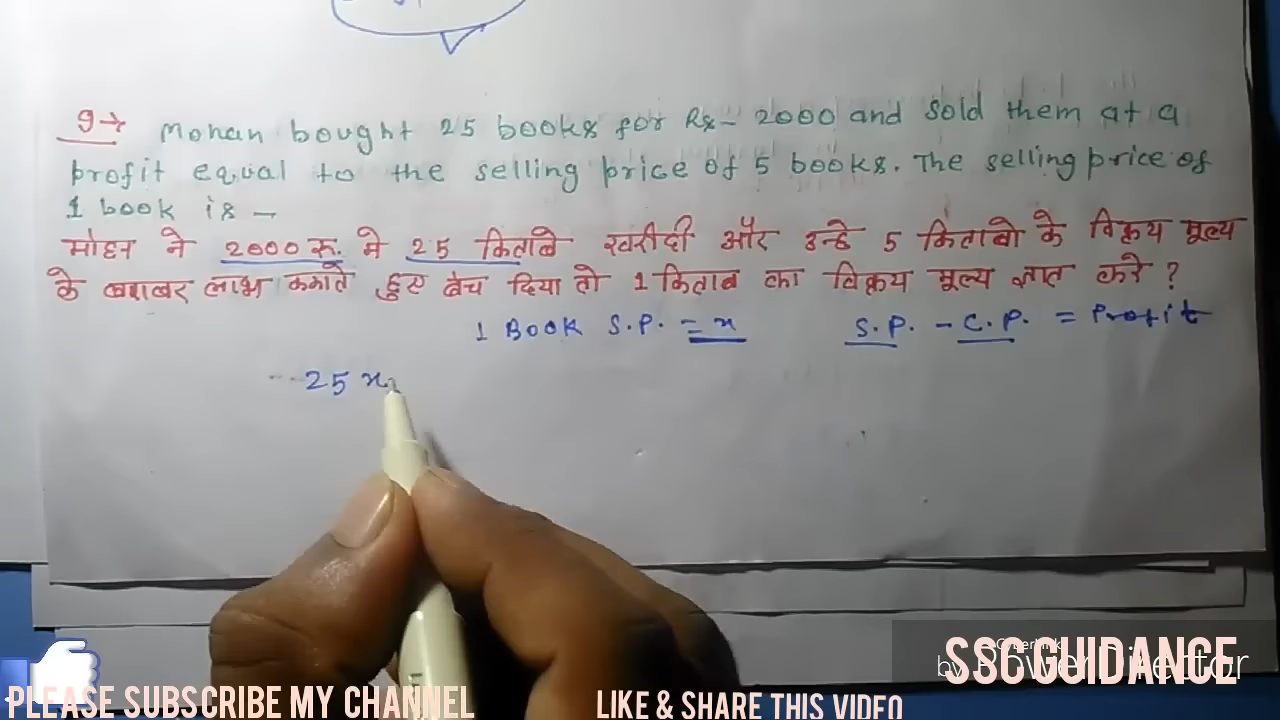 9→ Mohan bought 25 books for Rs- 2000 and sold them at a
profit equal to the selling price of 5 books. The selling price of
1 book is -
मोहन ने 2000 रू. मे 25 किताबे खरीदी और उन्हे 5 किताबो के विक्रय मूल्य
के बराबर लाभ कमाते हुए बेच दिया तो 1 किताब का विक्रय मूल्य ज्ञात करे ?
1 Book S.P. = x S.P. - C.P. = Profit
25 x
SSC GUIDANCE
PLEASE SUBSCRIBE MY CHANNEL LIKE & SHARE THIS VIDEO